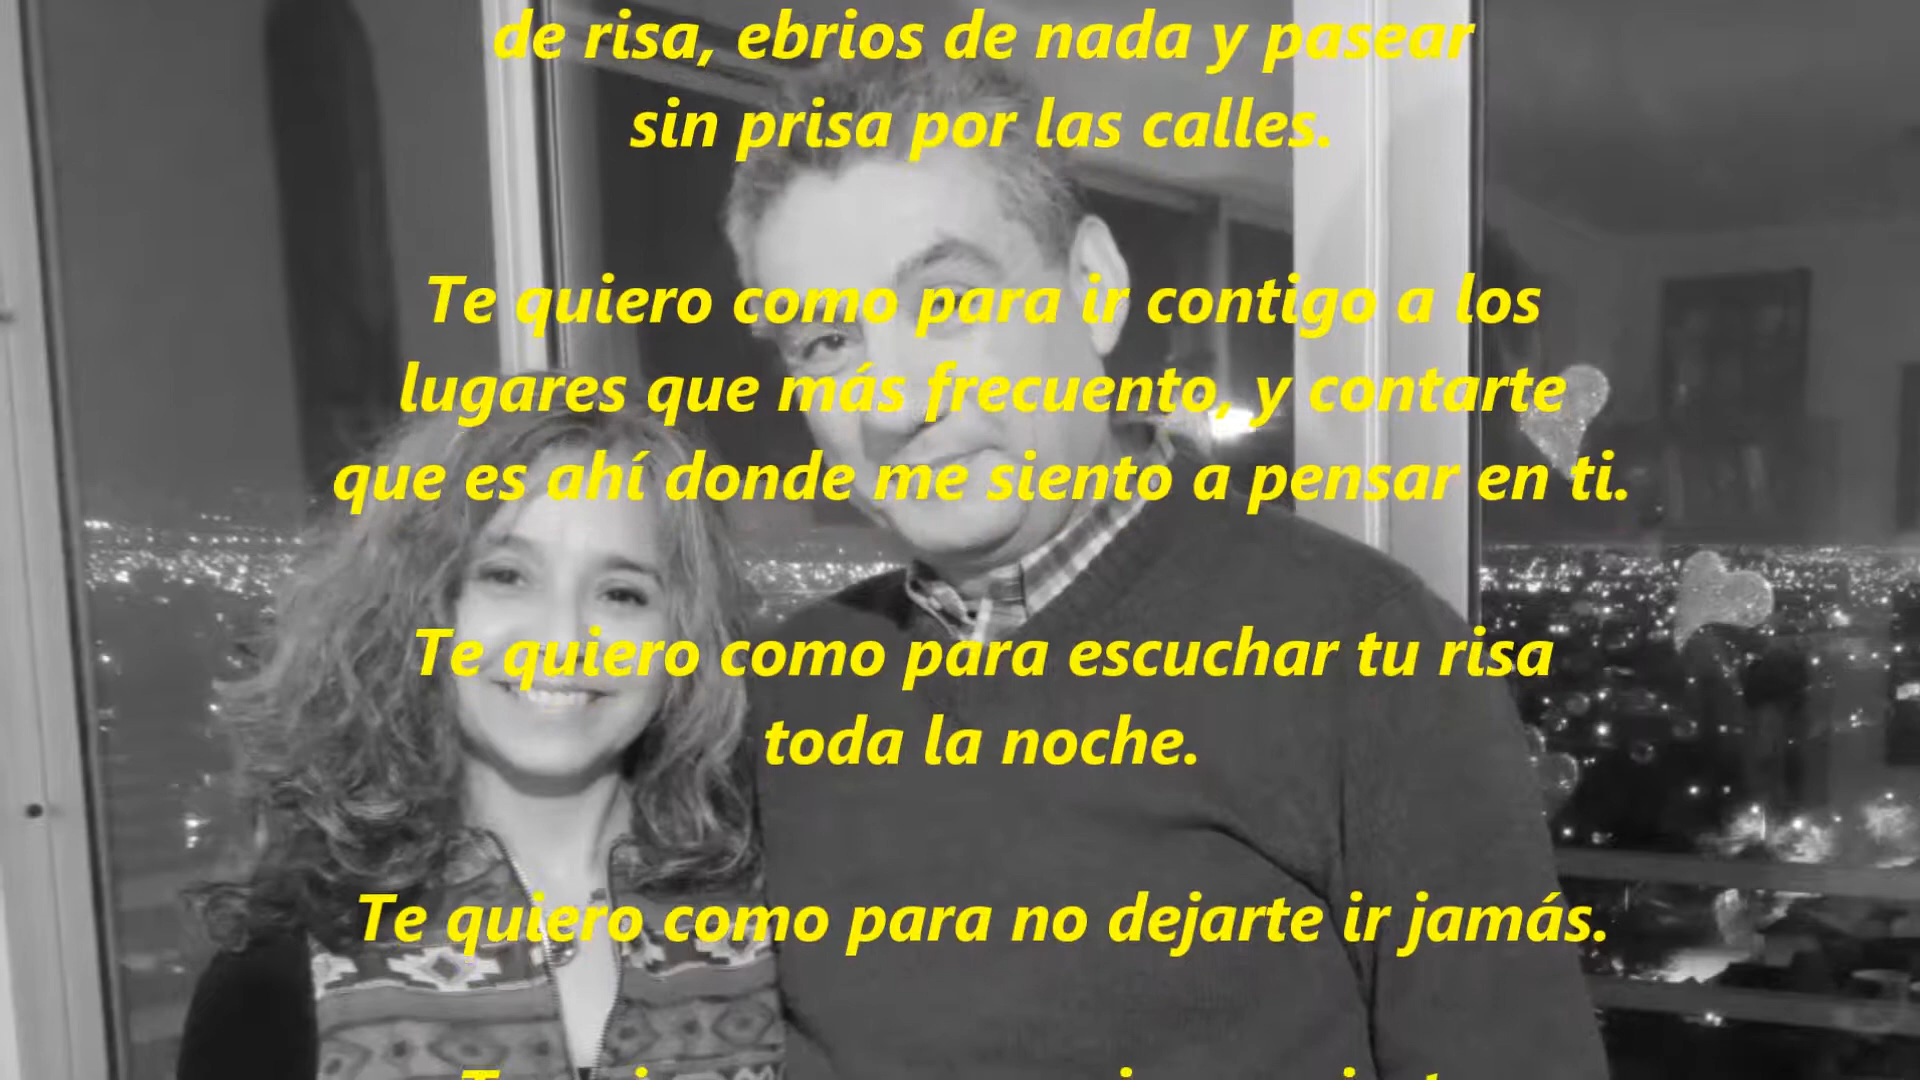 de risa, ebrios de nada y pasear
sin prisa por las calles.
Te quiero como para ir contigo a los
lugares que más frecuento, y contarte
que es ahí donde me siento a pensar en ti.
Te quiero como para escuchar tu risa
toda la noche.
Te quiero como para no dejarte ir jamás.